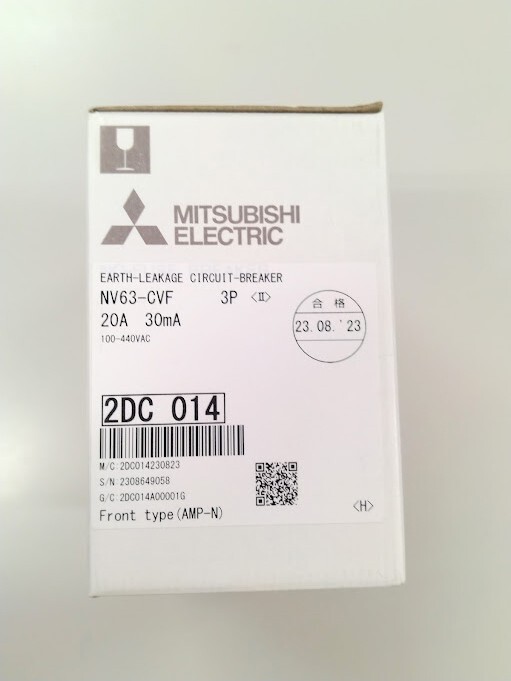 MITSUBISHI
ELECTRIC
EARTH-LEAKAGE CIRCUIT-BREAKER
NV63-CVF 3P <II>
20A 30mA
100-440VAC
合格
23.08.'23
2DC 014
M/C:2DC014230823
S/N:2308649058
G/C:2DC014A00001G
Front type(AMP-N)
<H>